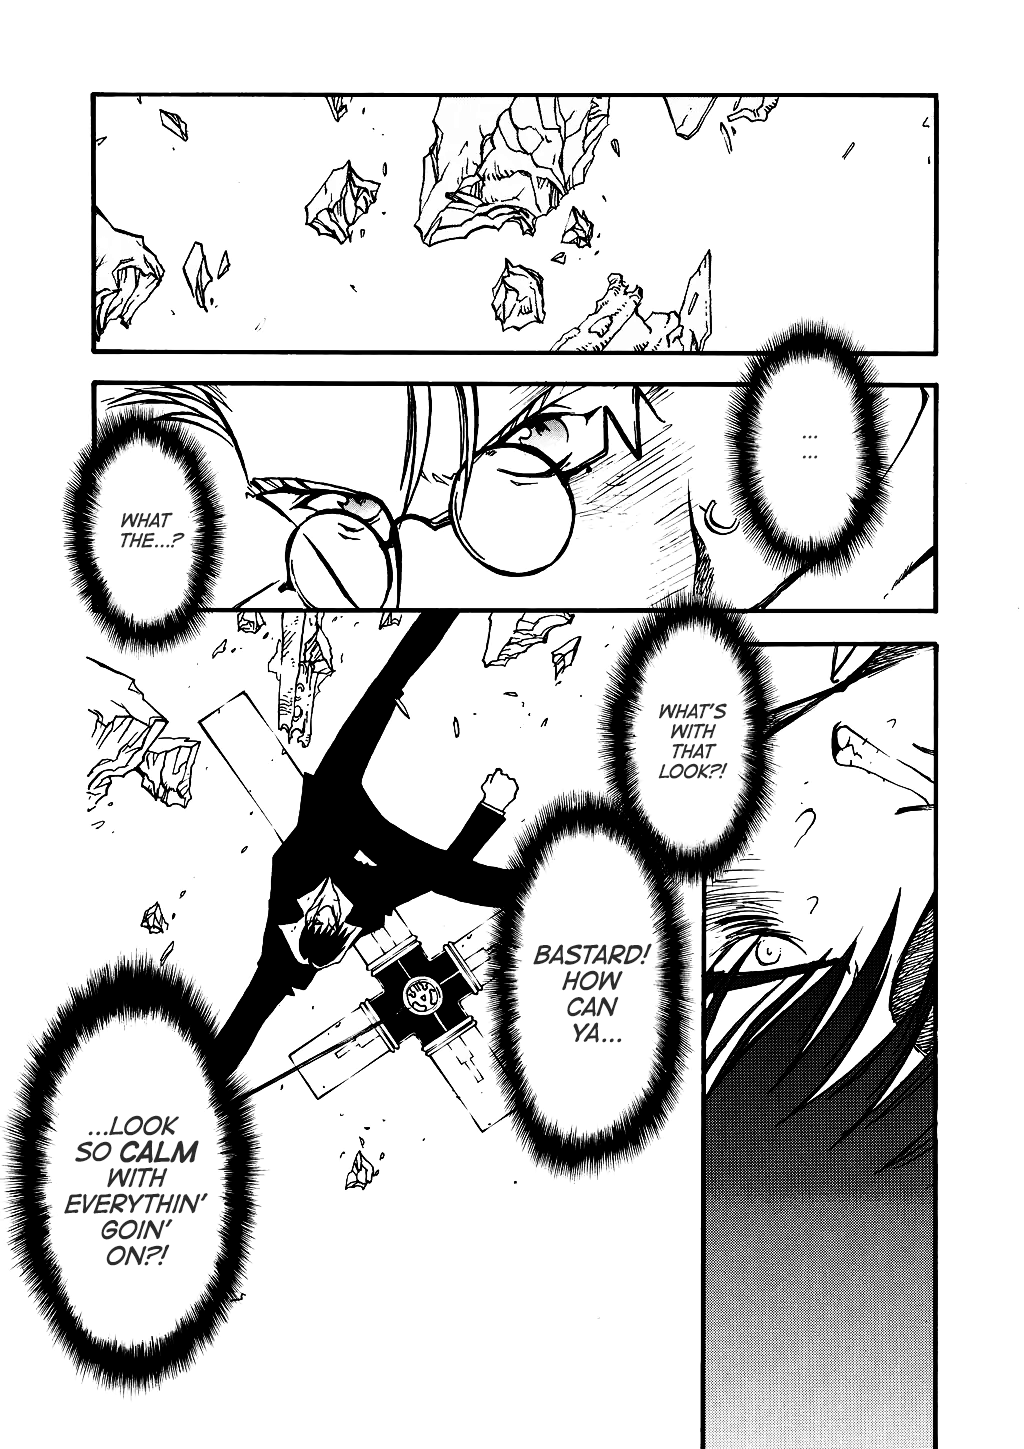 ...
...
WHAT
THE...?
WHAT'S
WITH
THAT
LOOK?!
BASTARD!
HOW
CAN
YA...
...LOOK
SO CALM
WITH
EVERYTHIN'
GOIN'
ON?!